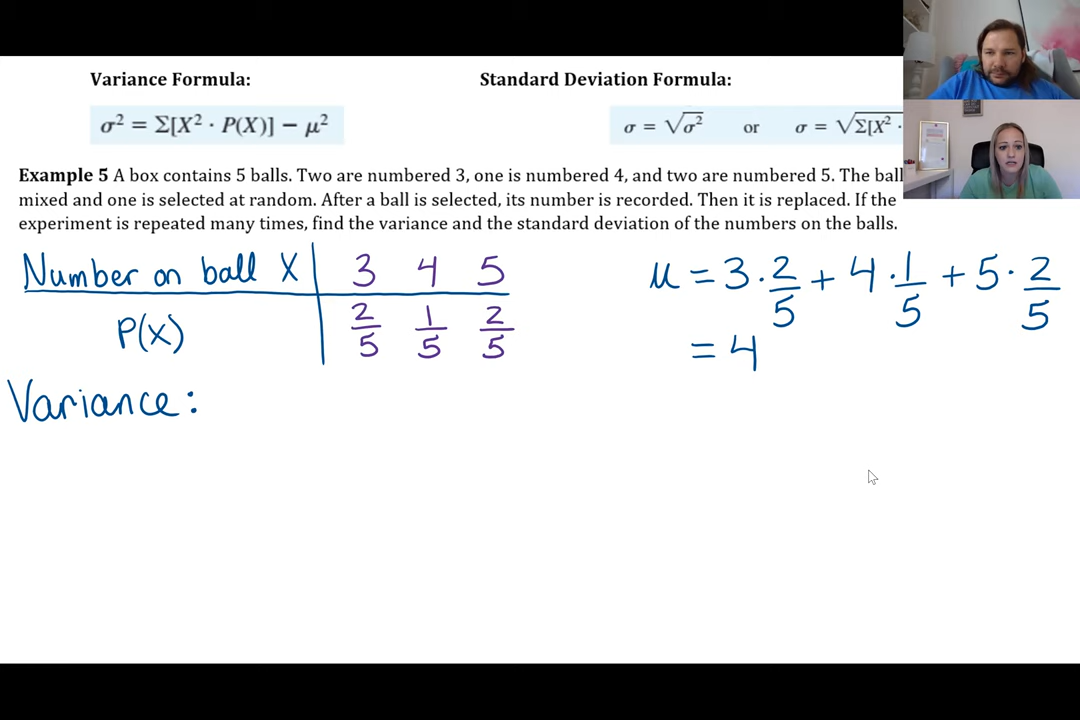 Variance Formula: Standard Deviation Formula:
σ² = Σ[X² · P(X)] − μ² σ = √σ² or σ = √Σ[X² ·
Example 5 A box contains 5 balls. Two are numbered 3, one is numbered 4, and two are numbered 5. The ball
mixed and one is selected at random. After a ball is selected, its number is recorded. Then it is replaced. If the
experiment is repeated many times, find the variance and the standard deviation of the numbers on the balls.
Number on ball X | 3 4 5
P(X) | 2/5 1/5 2/5
μ = 3 · 2/5 + 4 · 1/5 + 5 · 2/5
= 4
Variance: